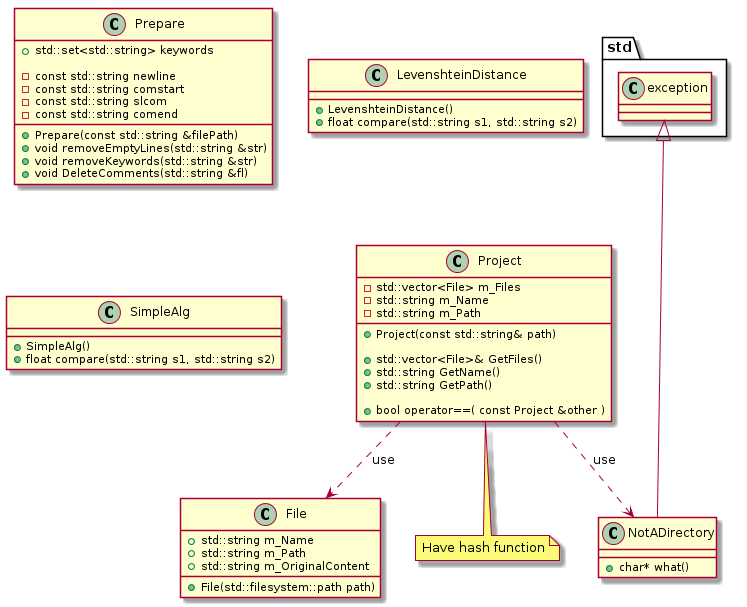 C Prepare
std::set<std::string> keywords
const std::string newline
const std::string comstart
const std::string slcom
const std::string comend
Prepare(const std::string &filePath)
void removeEmptyLines(std::string &str)
void removeKeywords(std::string &str)
void DeleteComments(std::string &fl)
C LevenshteinDistance
LevenshteinDistance()
float compare(std::string s1, std::string s2)
std
C exception
C SimpleAlg
SimpleAlg()
float compare(std::string s1, std::string s2)
C Project
std::vector<File> m_Files
std::string m_Name
std::string m_Path
Project(const std::string& path)
std::vector<File>& GetFiles()
std::string GetName()
std::string GetPath()
bool operator==( const Project &other )
use
use
C File
std::string m_Name
std::string m_Path
std::string m_OriginalContent
File(std::filesystem::path path)
Have hash function
C NotADirectory
char* what()